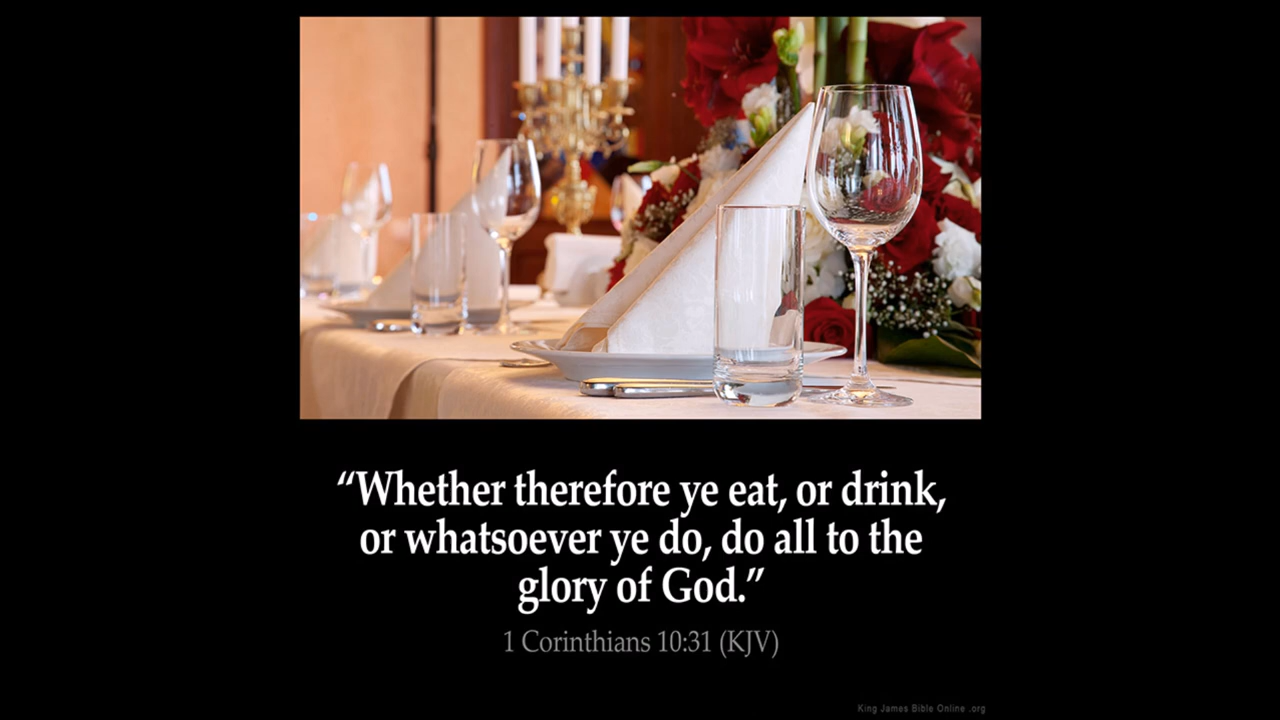 “Whether therefore ye eat, or drink,
or whatsoever ye do, do all to the
glory of God.”
1 Corinthians 10:31 (KJV)
King James Bible Online .org